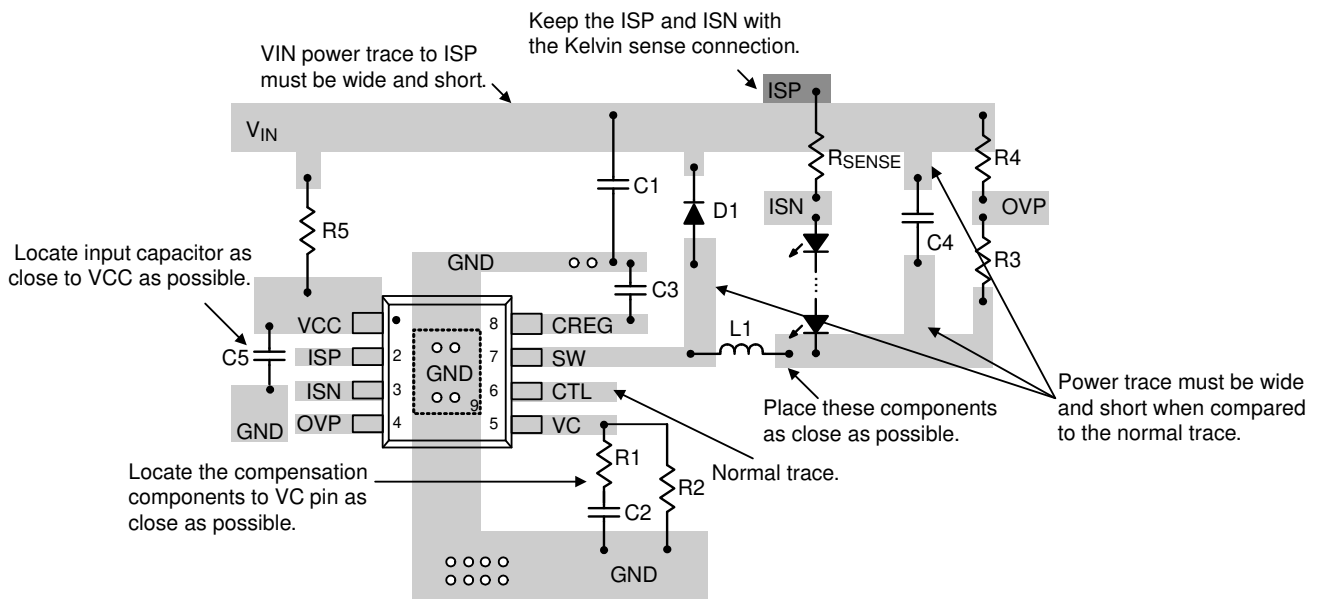 Keep the ISP and ISN with
the Kelvin sense connection.
VIN power trace to ISP
must be wide and short.
ISP
VIN
RSENSE
R4
C1
D1
ISN
OVP
R5
C4
R3
Locate input capacitor as
close to VCC as possible.
GND
C3
VCC
8
CREG
L1
C5
ISP
2
7
SW
GND
ISN
3
6
CTL
9
OVP
4
5
VC
GND
Place these components
as close as possible.
Power trace must be wide
and short when compared
to the normal trace.
Normal trace.
Locate the compensation
components to VC pin as
close as possible.
R1
R2
C2
GND